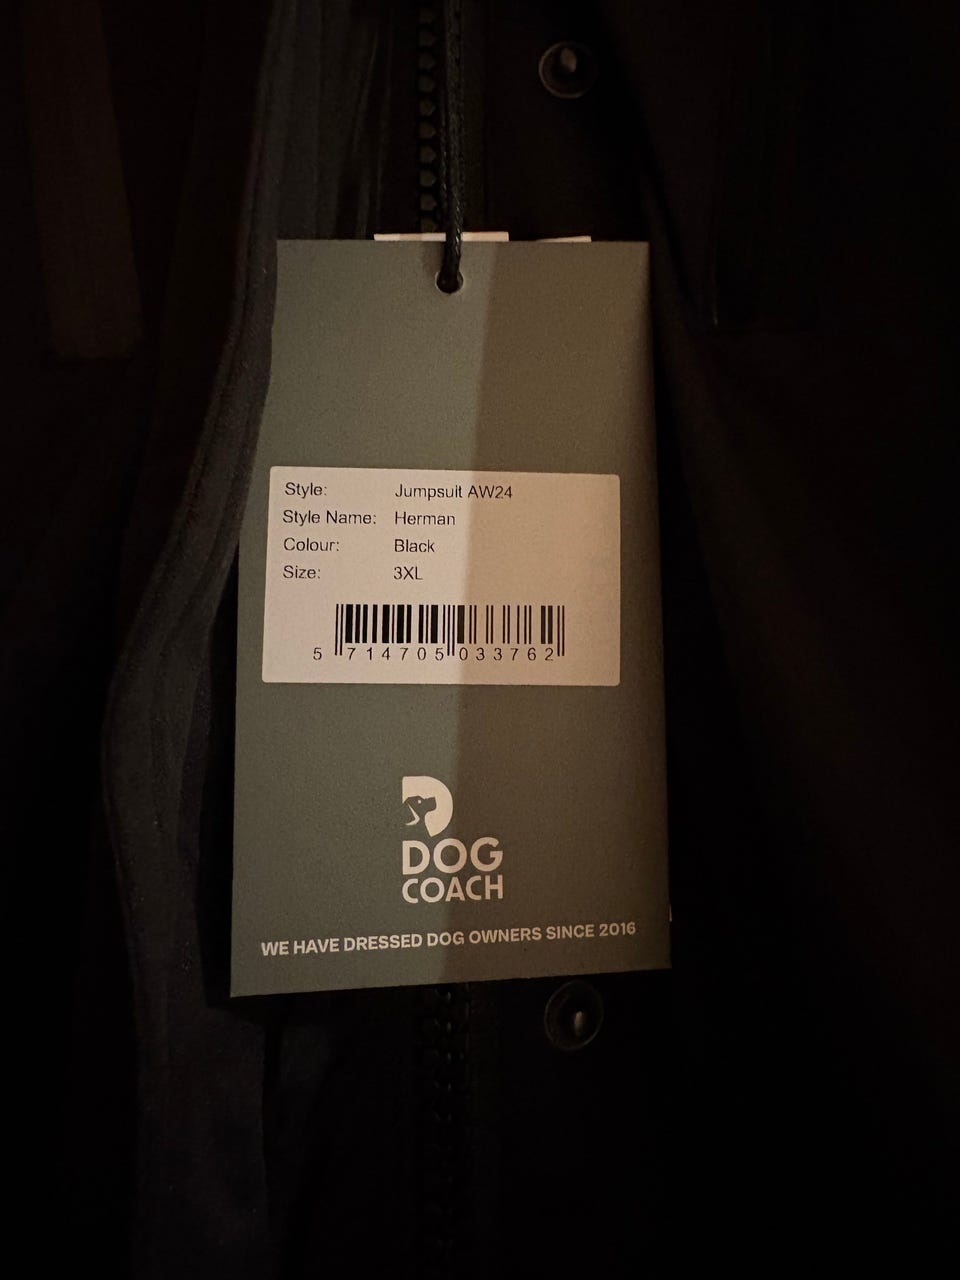 Style: Jumpsuit AW24
Style Name: Herman
Colour: Black
Size: 3XL
5 714705 033762
DOG
COACH
WE HAVE DRESSED DOG OWNERS SINCE 2016